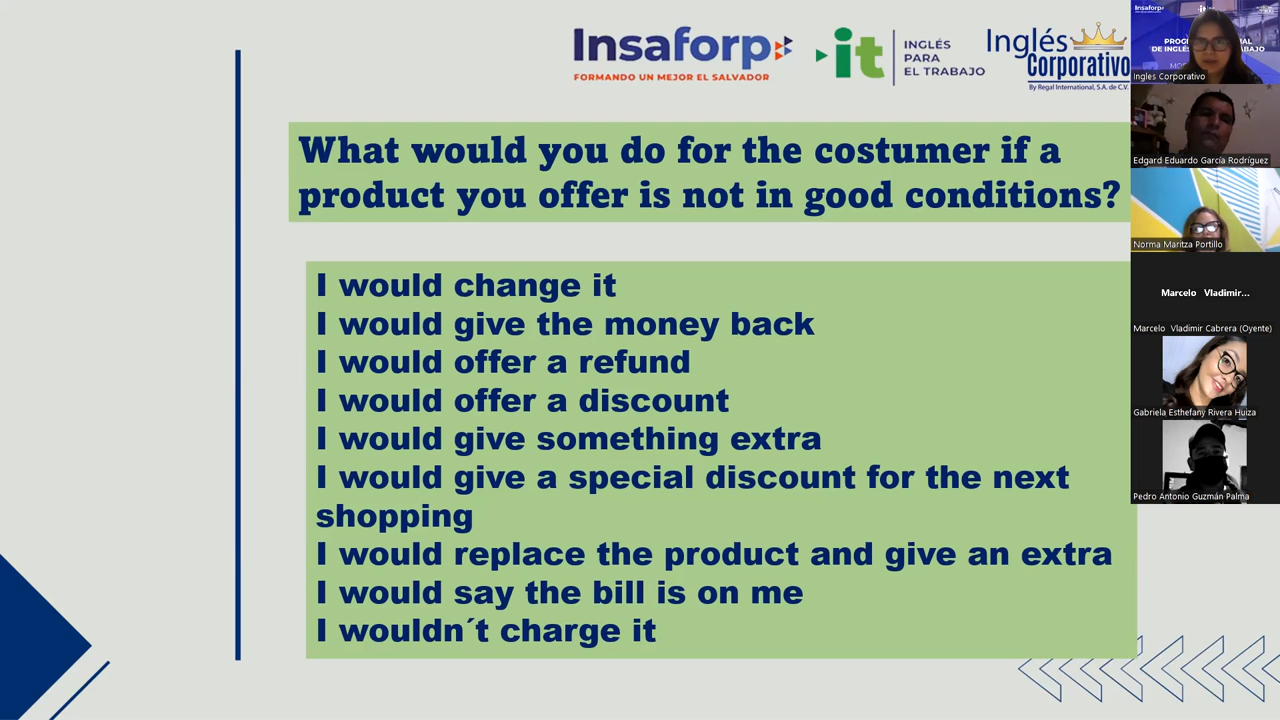 Insaforp
FORMANDO UN MEJOR EL SALVADOR
it
INGLÉS
PARA
EL TRABAJO
Inglés
Corporativo
By Regal International, S.A. de C.V.
What would you do for the costumer if a
product you offer is not in good conditions?
I would change it
I would give the money back
I would offer a refund
I would offer a discount
I would give something extra
I would give a special discount for the next
shopping
I would replace the product and give an extra
I would say the bill is on me
I wouldn´t charge it
Insaforp
Ingles Corporativo
Edgard Eduardo García Rodríguez
Norma Maritza Portillo
Marcelo Vladimir...
Marcelo Vladimir Cabrera (Oyente)
Gabriela Esthefany Rivera Huiza
Pedro Antonio Guzmán Palma